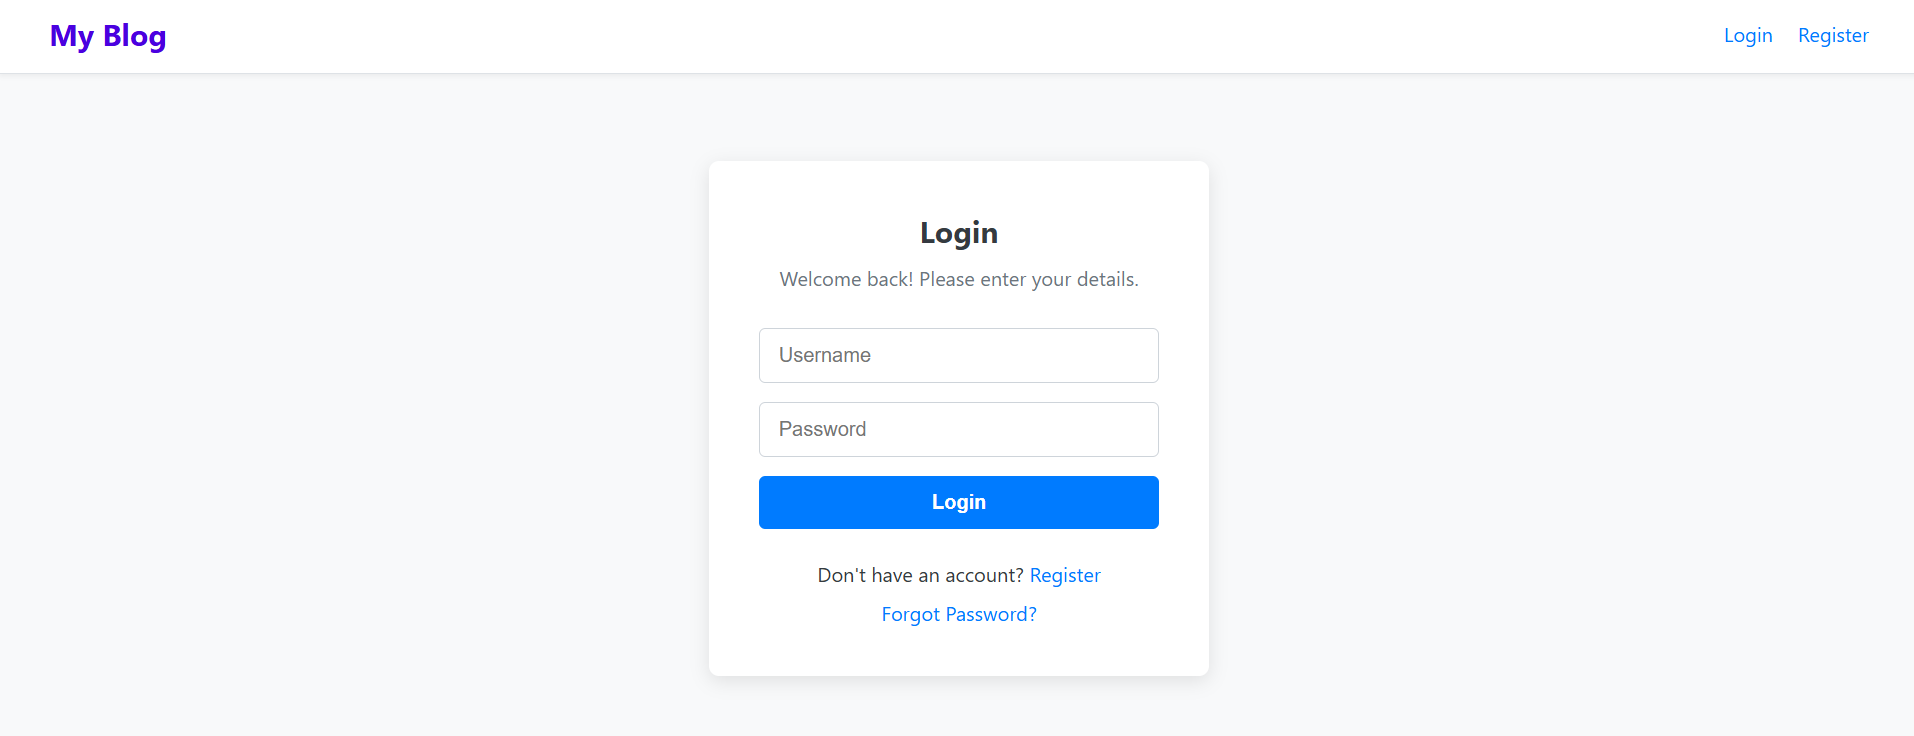 My Blog
Login Register
Login
Welcome back! Please enter your details.
Username
Password
Login
Don't have an account? Register
Forgot Password?